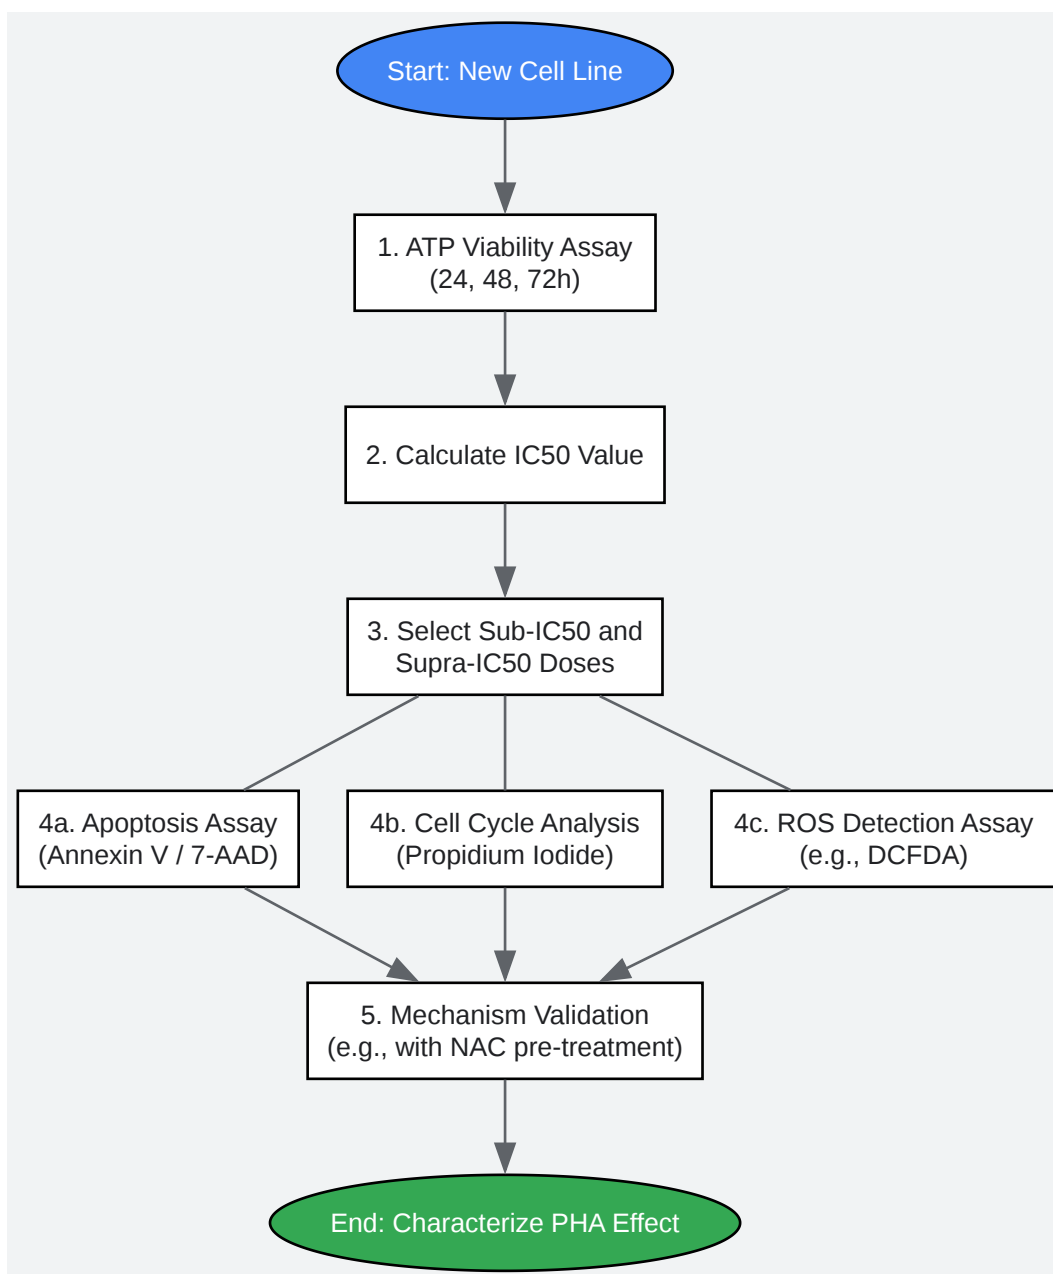 Start: New Cell Line
1. ATP Viability Assay
(24, 48, 72h)
2. Calculate IC50 Value
3. Select Sub-IC50 and
Supra-IC50 Doses
4a. Apoptosis Assay
(Annexin V / 7-AAD)
4b. Cell Cycle Analysis
(Propidium Iodide)
4c. ROS Detection Assay
(e.g., DCFDA)
5. Mechanism Validation
(e.g., with NAC pre-treatment)
End: Characterize PHA Effect